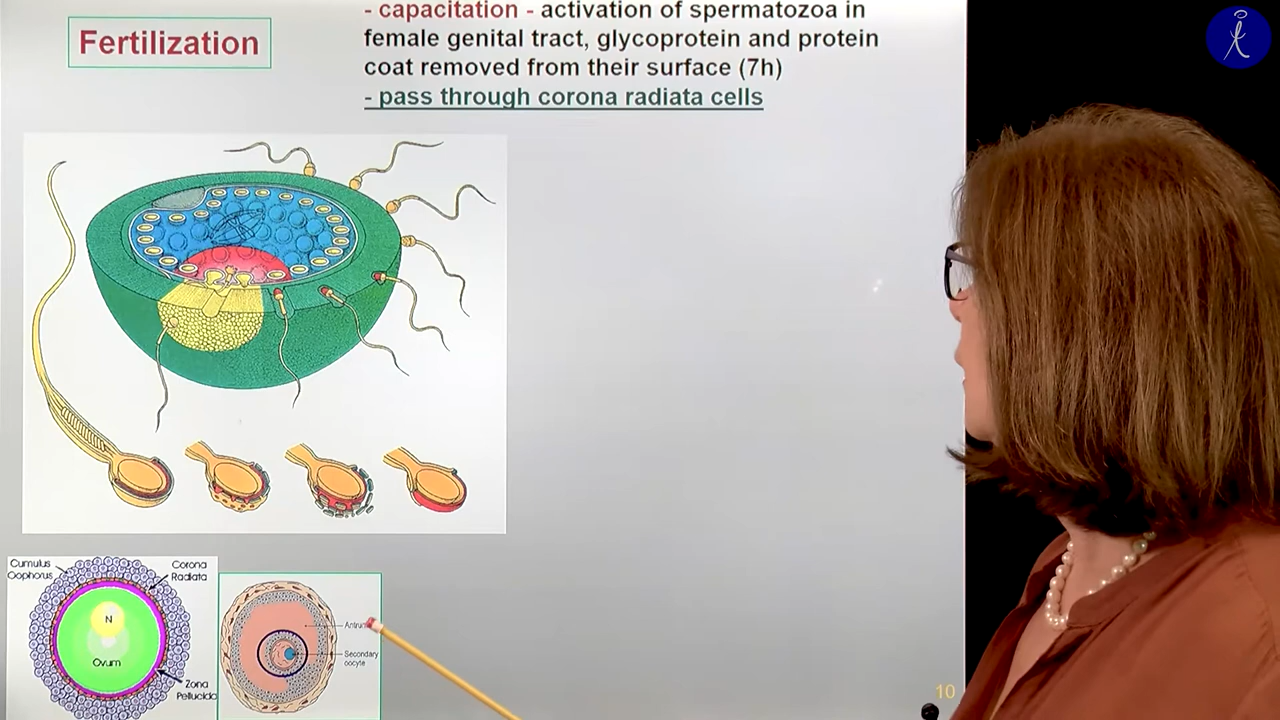 Fertilization
- capacitation - activation of spermatozoa in
female genital tract, glycoprotein and protein
coat removed from their surface (7h)
- pass through corona radiata cells
Cumulus
Oophorus
Corona
Radiata
N
Ovum
Zona
Pellucida
Secondary
oocyte
10